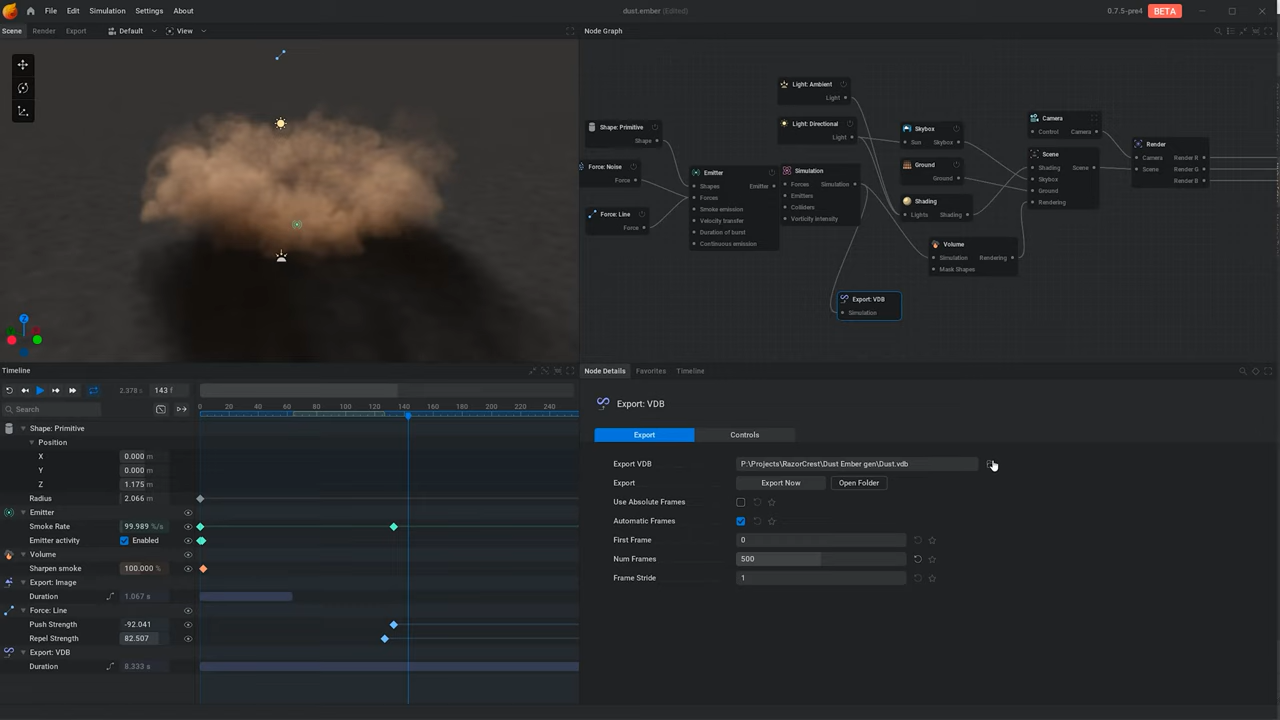 File Edit Simulation Settings About
dust.ember (Edited)
0.7.5-pre4 BETA
Scene Render Export Default View
Node Graph
Light: Ambient
Light
Light: Directional
Light
Shape: Primitive
Shape
Force: Noise
Force
Force: Line
Force
Emitter
Shapes Emitter
Forces
Smoke emission
Velocity transfer
Duration of burst
Continuous emission
Simulation
Forces Simulation
Emitters
Colliders
Vorticity intensity
Skybox
Sun Skybox
Ground
Ground
Shading
Lights Shading
Volume
Simulation Rendering
Mask Shapes
Camera
Control Camera
Scene
Shading Scene
Skybox
Ground
Rendering
Render
Camera Render R
Scene Render G
Render B
Export: VDB
Simulation
Z
Timeline
2.378 s 143 f
Search
0 20 40 60 80 100 120 140 160 180 200 220 240
Shape: Primitive
Position
X 0.000 m
Y 0.000 m
Z 1.175 m
Radius 2.066 m
Emitter
Smoke Rate 99.989 %/s
Emitter activity Enabled
Volume
Sharpen smoke 100.000 %
Export: Image
Duration 1.067 s
Force: Line
Push Strength -92.041
Repel Strength 82.507
Export: VDB
Duration 8.333 s
Node Details Favorites Timeline
Export: VDB
Export Controls
Export VDB P:\Projects\RazorCrest\Dust Ember gen\Dust.vdb
Export Export Now Open Folder
Use Absolute Frames
Automatic Frames
First Frame 0
Num Frames 500
Frame Stride 1